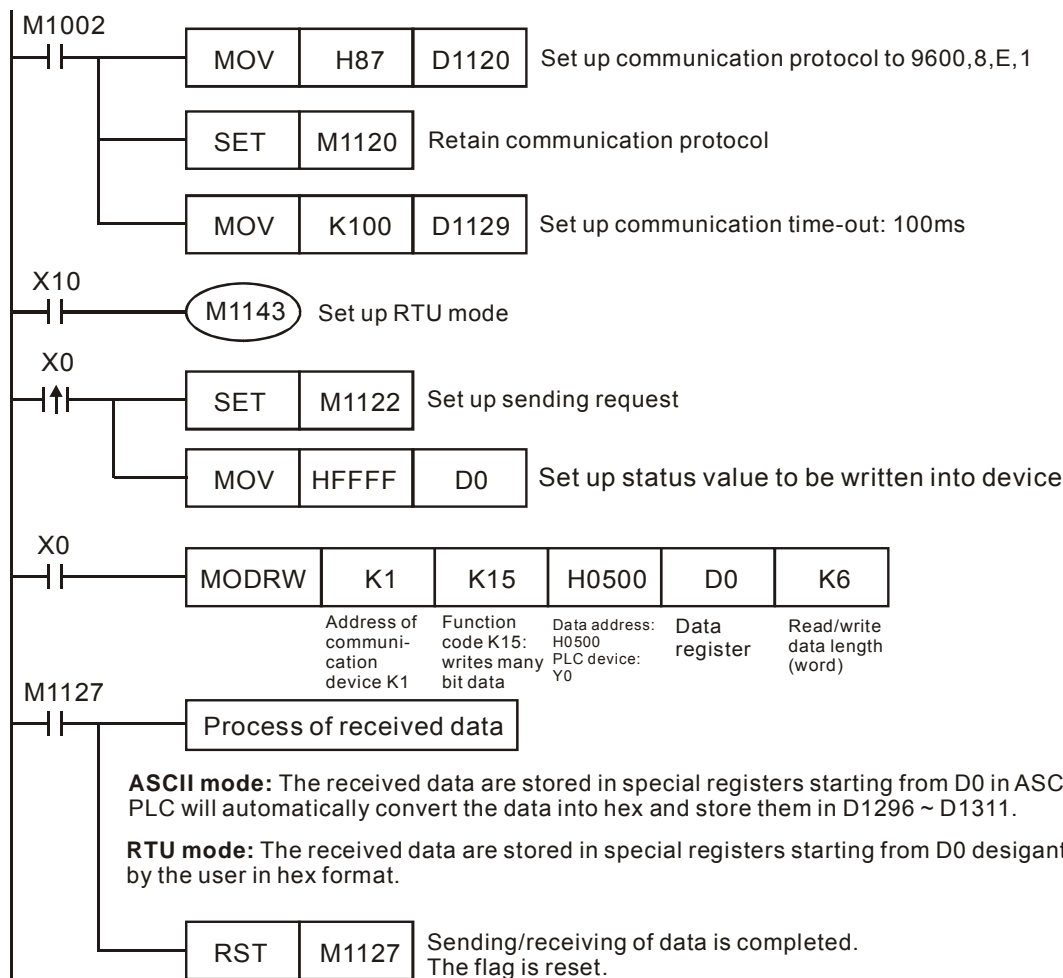 M1002
MOV H87 D1120 Set up communication protocol to 9600,8,E,1
SET M1120 Retain communication protocol
MOV K100 D1129 Set up communication time-out: 100ms
X10
M1143 Set up RTU mode
X0
SET M1122 Set up sending request
MOV HFFFF D0 Set up status value to be written into device
X0
MODRW K1 K15 H0500 D0 K6
Address of
communi-
cation
device K1
Function
code K15:
writes many
bit data
Data address:
H0500
PLC device:
Y0
Data
register
Read/write
data length
(word)
M1127
Process of received data
ASCII mode: The received data are stored in special registers starting from D0 in ASC
PLC will automatically convert the data into hex and store them in D1296 ~ D1311.
RTU mode: The received data are stored in special registers starting from D0 desigant
by the user in hex format.
RST M1127 Sending/receiving of data is completed.
The flag is reset.